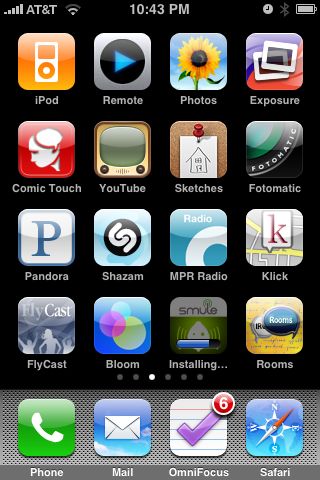 AT&T 10:43 PM
iPod Remote Photos Exposure
FOTOMATIC
Comic Touch YouTube Sketches Fotomatic
P Radio k
Pandora Shazam MPR Radio Klick
FlyCast smule Rooms
FlyCast Bloom Installing... Rooms
6
Phone Mail OmniFocus Safari